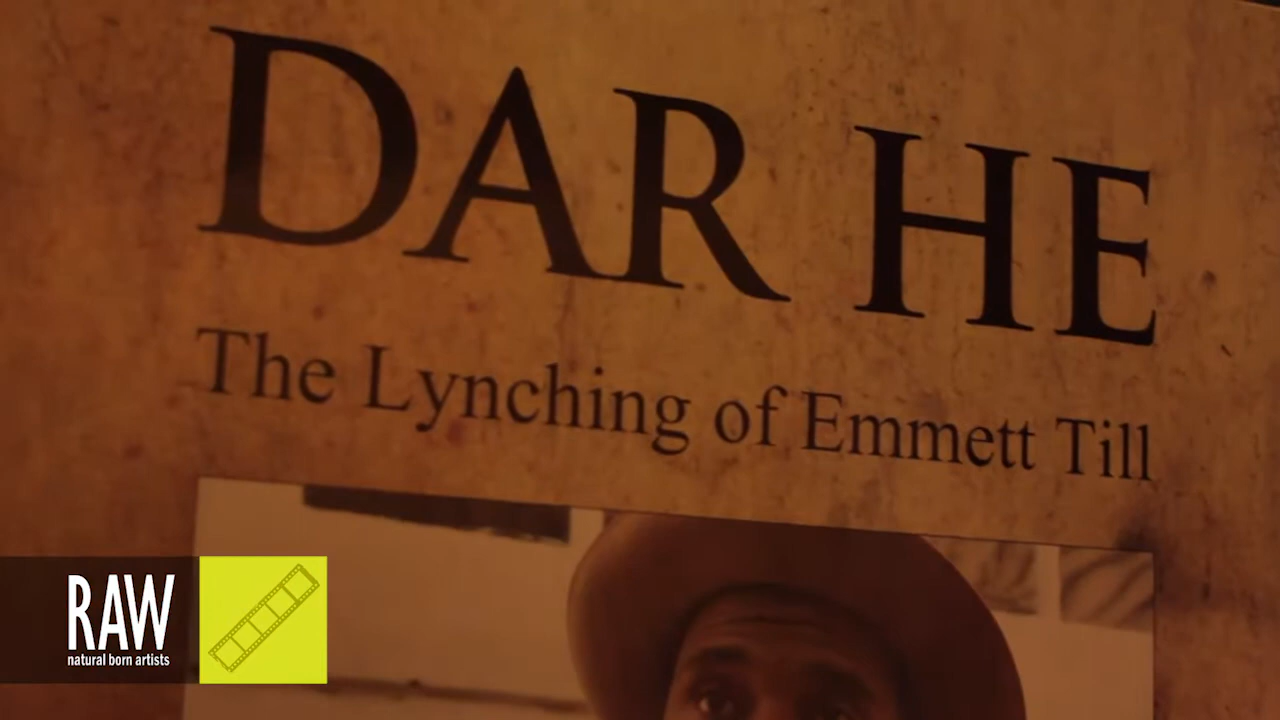 DAR HE
The Lynching of Emmett Till
RAW
natural born artists